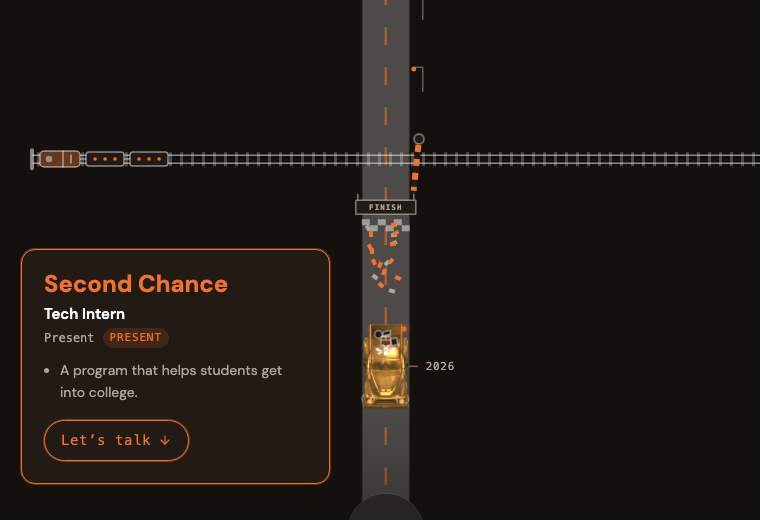 FINISH
Second Chance
Tech Intern
Present PRESENT
• A program that helps students get
into college.
2026
Let's talk ↓